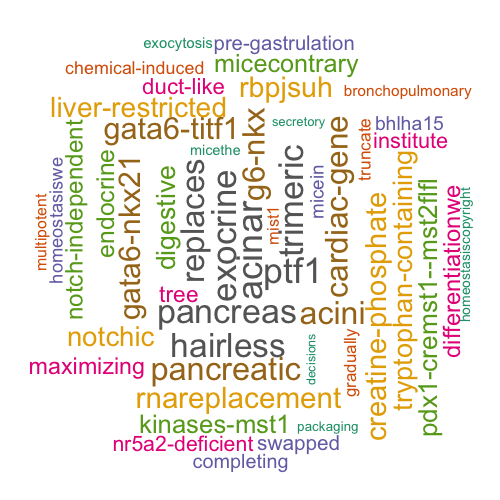 exocytosis
pre-gastrulation
micecontrary
chemical-induced
duct-like
rbpjsuh
bronchopulmonary
liver-restricted
gata6-titf1
secretory
micethe
bhlha15
institute
truncate
multipotent
homeostasiswe
notch-independent
endocrine
gata6-nkx21
digestive
replaces
exocrine
acinar
g6-nkx
mist1
trimeric
micein
cardiac-gene
ptf1
tree
pancreas
acini
hairless
notchic
maximizing
pancreatic
decisions
gradually
creatine-phosphate
tryptophan-containing
pdx1-cremst1---mst2flfl
differentiationwe
homeostasiscopyright
rnareplacement
kinases-mst1
packaging
nr5a2-deficient
swapped
completing